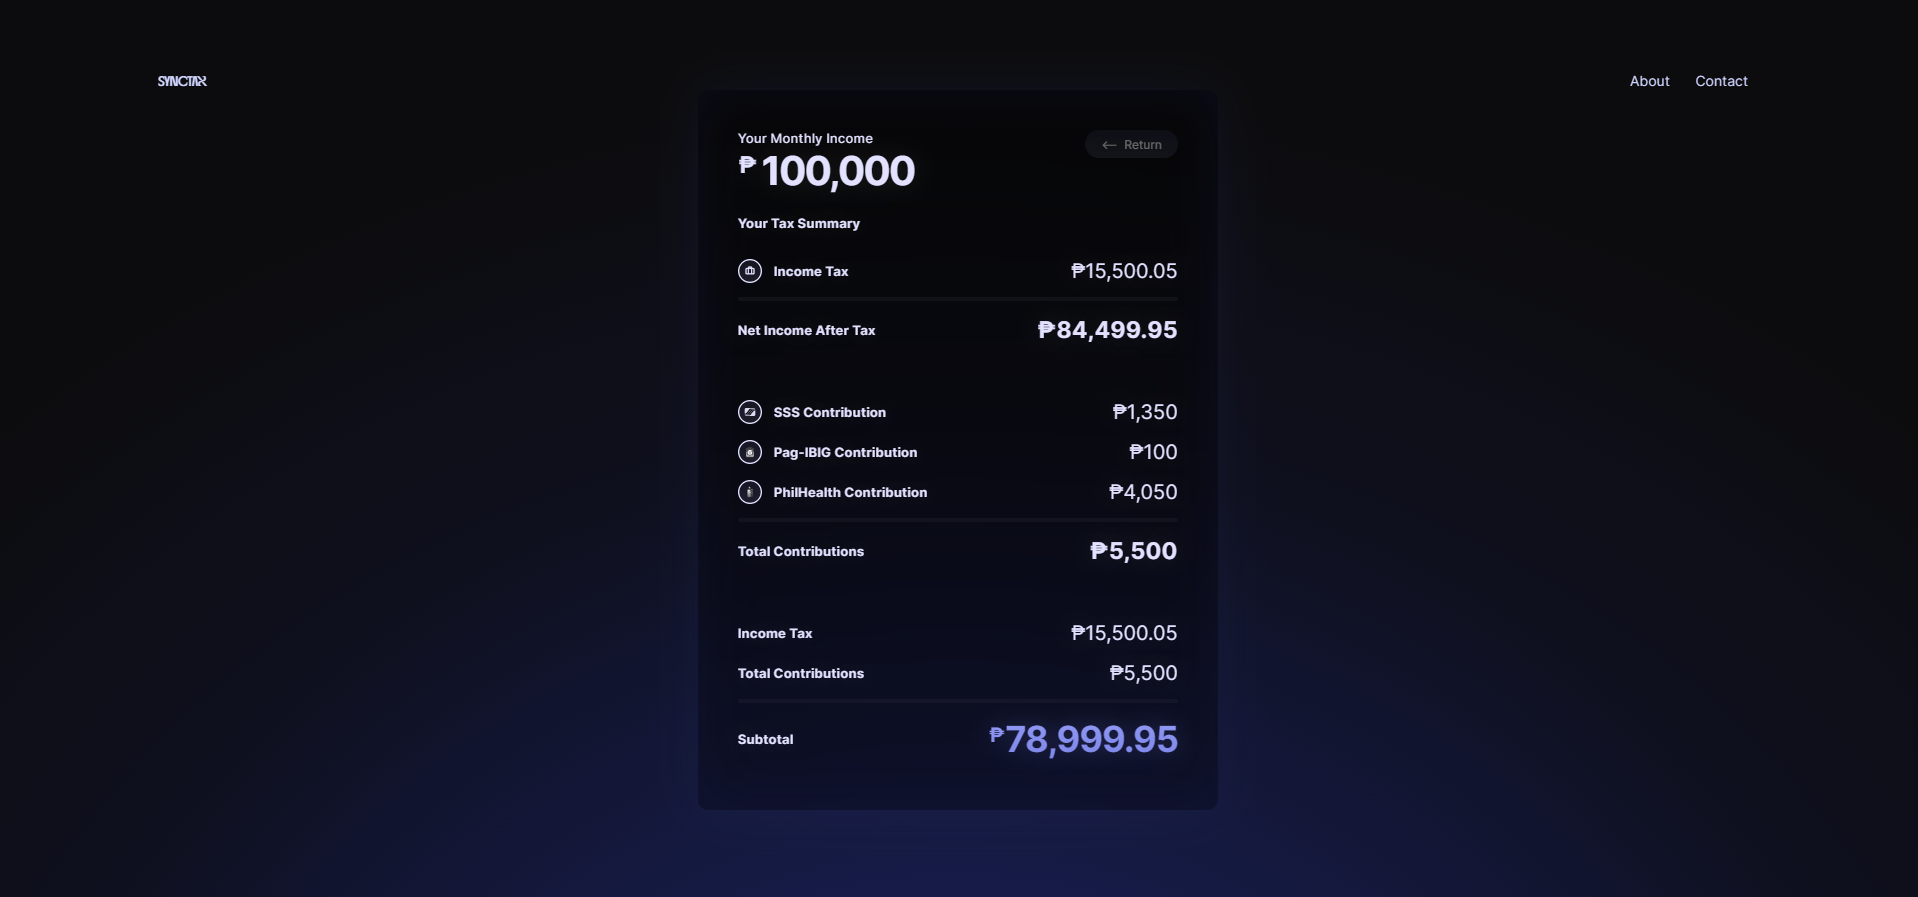 SYNCTAX
About
Contact
Your Monthly Income
Return
₱100,000
Your Tax Summary
Income Tax ₱15,500.05
Net Income After Tax ₱84,499.95
SSS Contribution ₱1,350
Pag-IBIG Contribution ₱100
PhilHealth Contribution ₱4,050
Total Contributions ₱5,500
Income Tax ₱15,500.05
Total Contributions ₱5,500
Subtotal ₱78,999.95